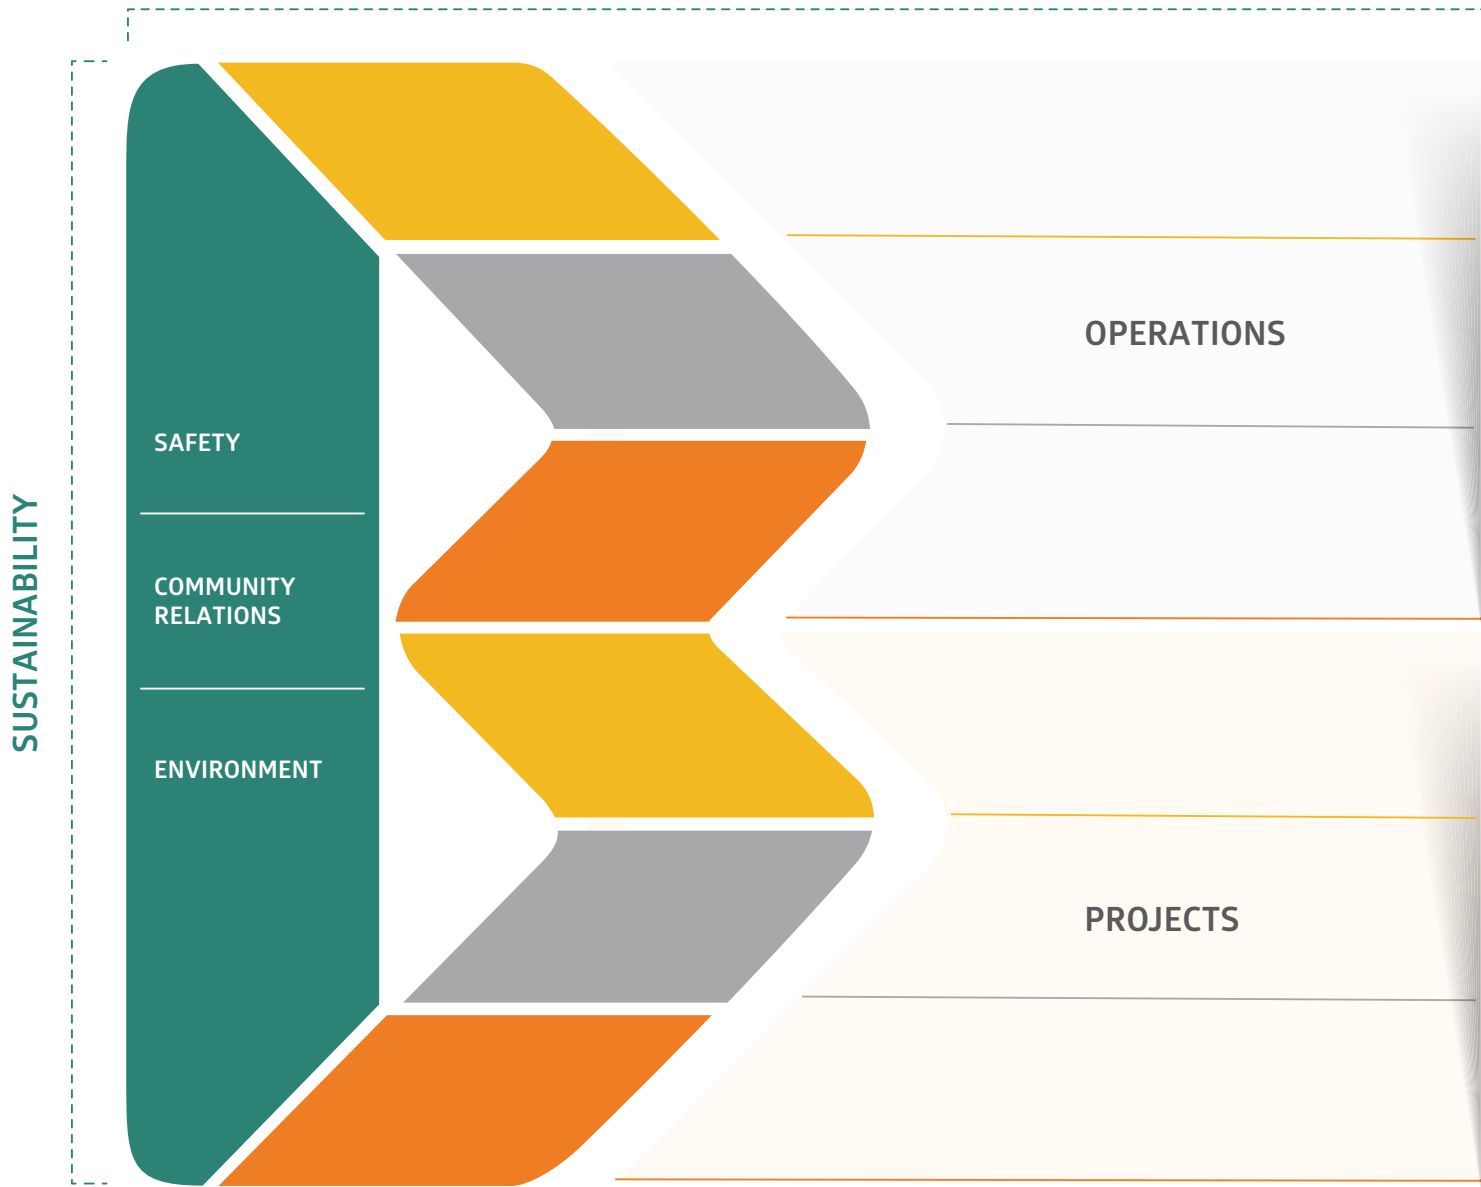 SUSTAINABILITY
SAFETY
COMMUNITY
RELATIONS
ENVIRONMENT
OPERATIONS
PROJECTS